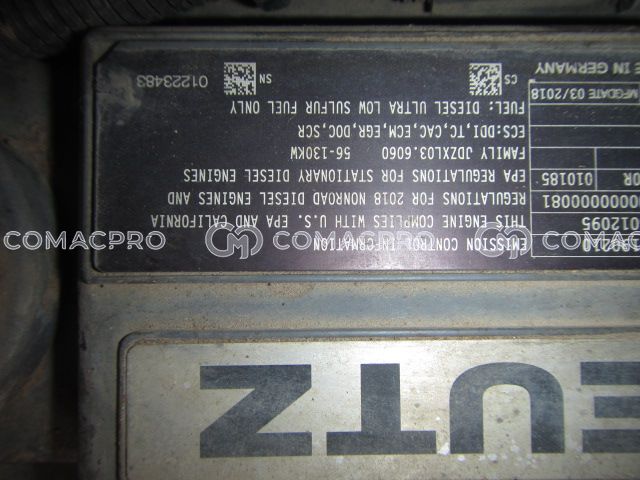 EMISSION CONTROL INFORMATION
THIS ENGINE COMPLIES WITH U.S. EPA AND CALIFORNIA
REGULATIONS FOR 2018 NONROAD DIESEL ENGINES AND
EPA REGULATIONS FOR STATIONARY DIESEL ENGINES
FAMILY JDZXL03.6060 56-130KW
ECS:DDI,TC,CAC,ECM,EGR,DOC,SCR
FUEL: DIESEL ULTRA LOW SULFUR FUEL ONLY
CS
SN
01223483
012095
00000000081
OR 010185
MFGDATE 03/2018
IN GERMANY
EUTZ
COMACPRO COMACPRO COMACPRO